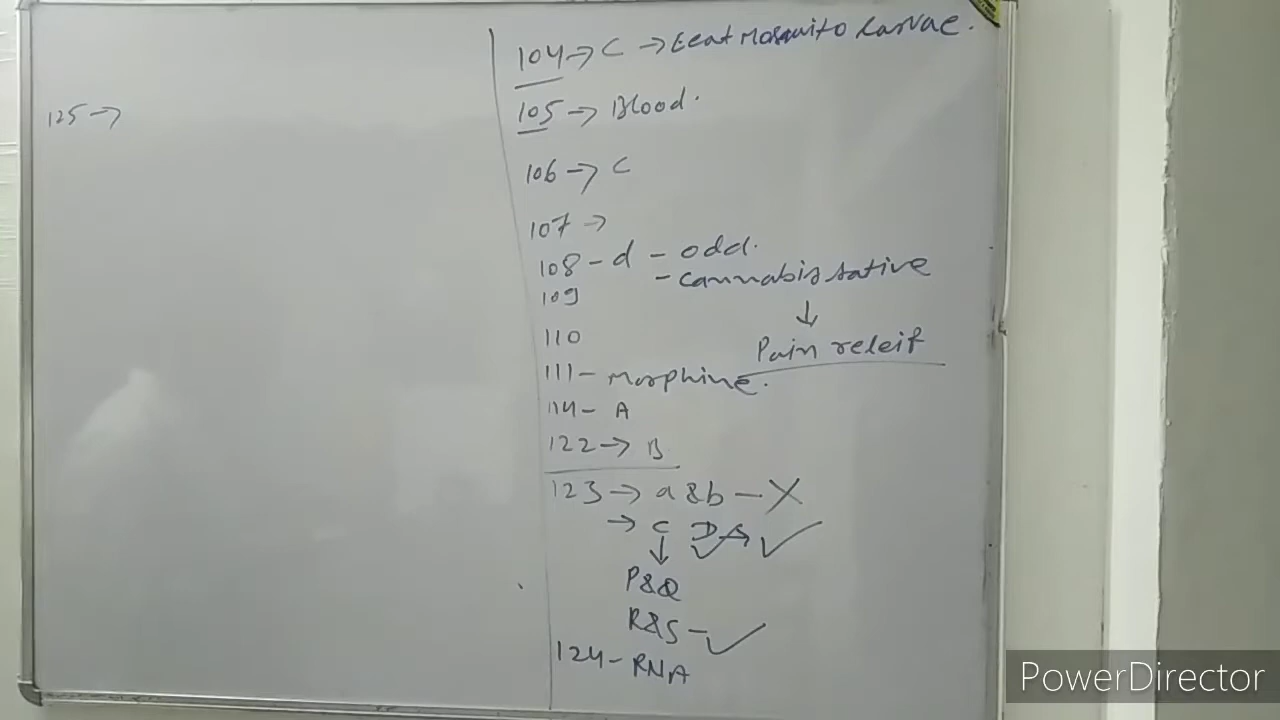 125 →
104 → C → Eeat Mosquito Larvae.
105 → Blood.
106 → C
107 →
108 - d - odd.
- cannabis sative
109
↓
110
Pain releif
111 - Morphine.
114 - A
122 → B
123 → a & b - X
→ C ✓
↓
P&Q
R&S - ✓
124 - RNA
PowerDirector